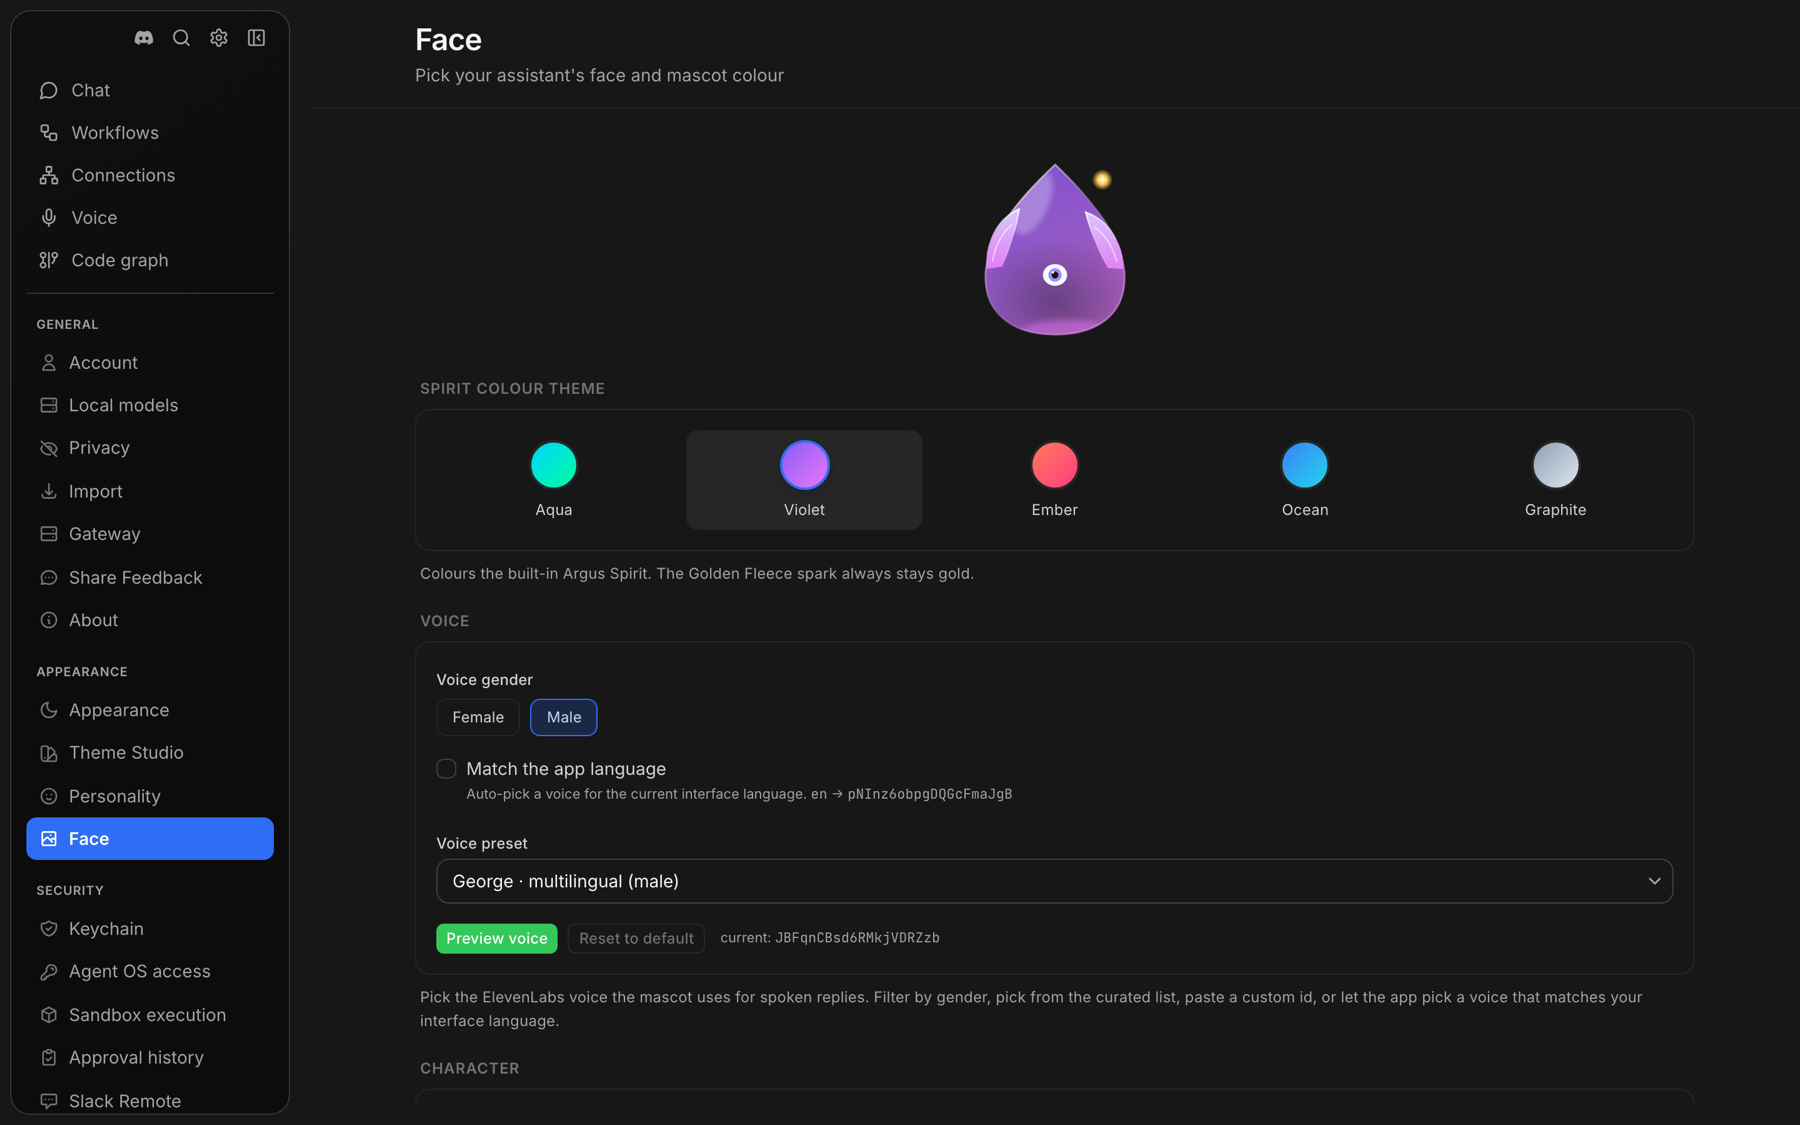 Chat
Workflows
Connections
Voice
Code graph
GENERAL
Account
Local models
Privacy
Import
Gateway
Share Feedback
About
APPEARANCE
Appearance
Theme Studio
Personality
Face
SECURITY
Keychain
Agent OS access
Sandbox execution
Approval history
Slack Remote
Face
Pick your assistant's face and mascot colour
SPIRIT COLOUR THEME
Aqua
Violet
Ember
Ocean
Graphite
Colours the built-in Argus Spirit. The Golden Fleece spark always stays gold.
VOICE
Voice gender
Female
Male
Match the app language
Auto-pick a voice for the current interface language. en → pNInz6obpgDQGcFmaJgB
Voice preset
George · multilingual (male)
Preview voice
Reset to default
current: JBFqnCBsd6RMkjVDRZzb
Pick the ElevenLabs voice the mascot uses for spoken replies. Filter by gender, pick from the curated list, paste a custom id, or let the app pick a voice that matches your
interface language.
CHARACTER